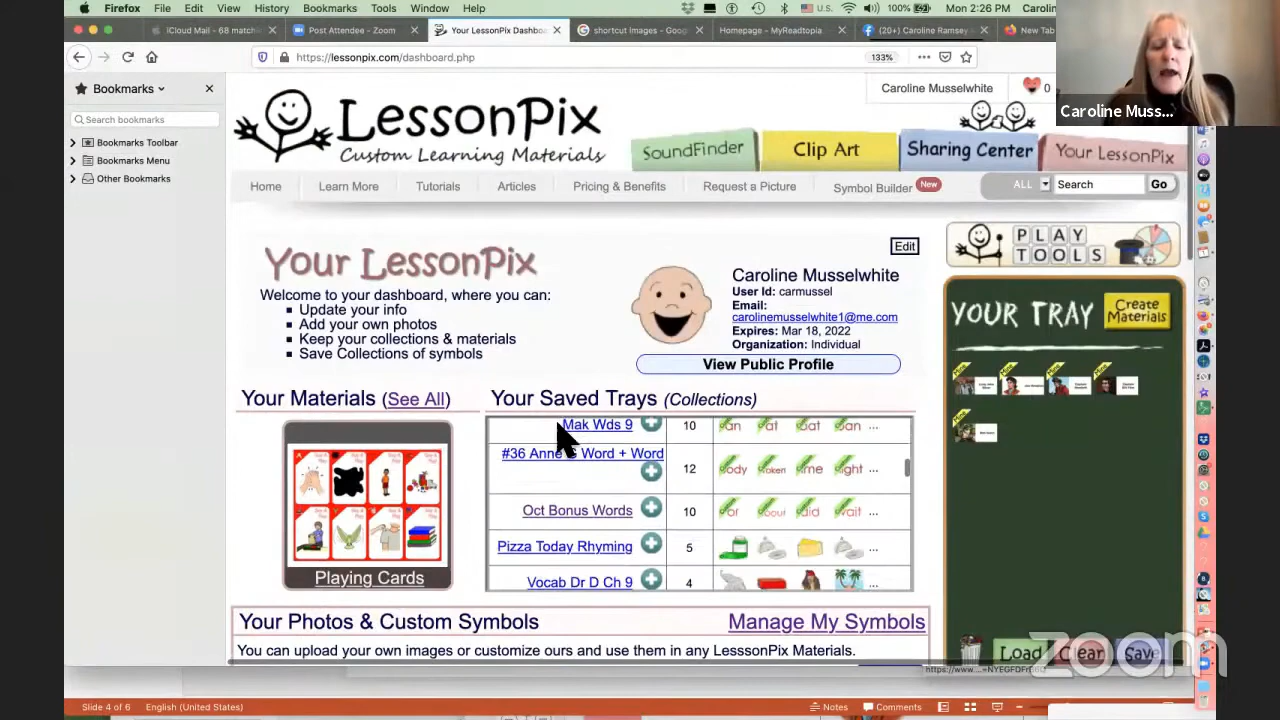 Firefox File Edit View History Bookmarks Tools Window Help
U.S. 100% Mon 2:26 PM Carolin
iCloud Mail - 68 match
Post Attendee - Zoom
Your LessonPix Dashboa
shortcut Images - Goog
Homepage - MyReadtopia
(20+) Caroline Ramsey
New Tab
https://lessonpix.com/dashboard.php
133%
Caroline Muss...
Bookmarks
Search bookmarks
Bookmarks Toolbar
Bookmarks Menu
Other Bookmarks
Caroline Musselwhite
0
LessonPix
Custom Learning Materials
SoundFinder
Clip Art
Sharing Center
Your LessonPix
Home
Learn More
Tutorials
Articles
Pricing & Benefits
Request a Picture
Symbol Builder New
ALL
Search
Go
Your LessonPix
Edit
Welcome to your dashboard, where you can:
Update your info
Add your own photos
Keep your collections & materials
Save Collections of symbols
Caroline Musselwhite
User Id: carmussel
Email:
carolinemusselwhite1@me.com
Expires: Mar 18, 2022
Organization: Individual
View Public Profile
PLAY
TOOLS
YOUR TRAY
Create
Materials
Your Materials (See All)
Playing Cards
Your Saved Trays (Collections)
Mak Wds 9
10
...
#36 Anne
Word + Word
12
...
Oct Bonus Words
10
...
Pizza Today Rhyming
5
...
Vocab Dr D Ch 9
4
...
Your Photos & Custom Symbols
Manage My Symbols
You can upload your own images or customize ours and use them in any LesssonPix Materials.
Load
Clear
Save
zoom
Slide 4 of 6
English (United States)
Notes
Comments